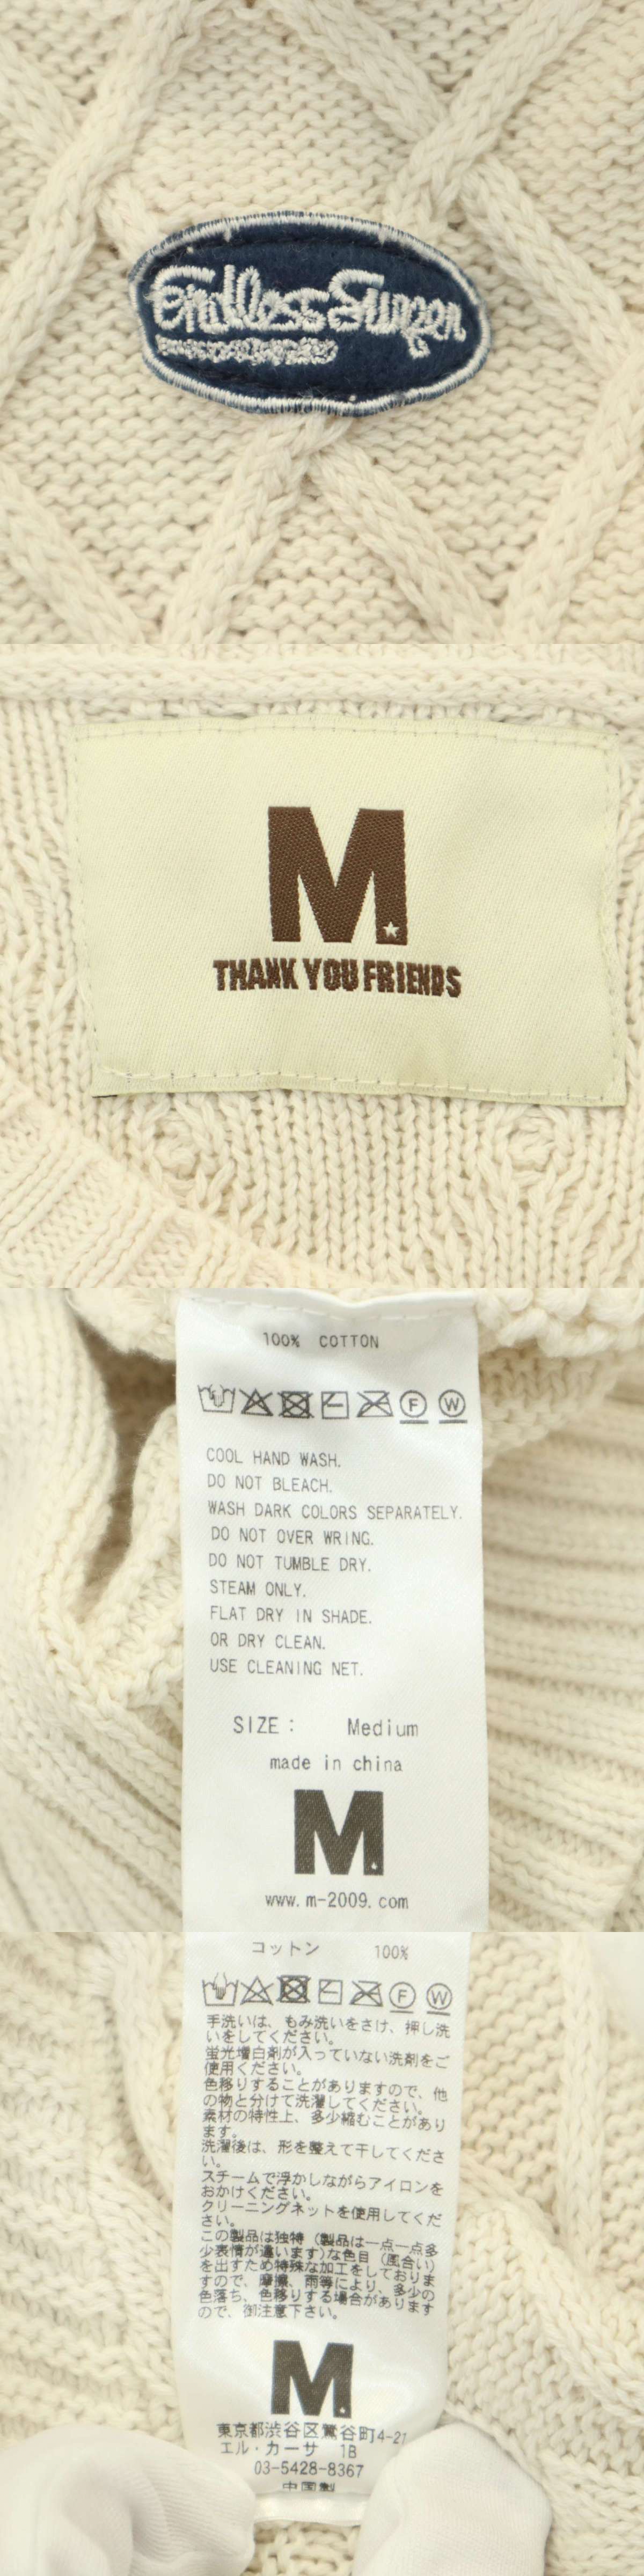 Endless Summer
M
THANK YOU FRIENDS
100% COTTON
F W
COOL HAND WASH.
DO NOT BLEACH.
WASH DARK COLORS SEPARATELY.
DO NOT OVER WRING.
DO NOT TUMBLE DRY.
STEAM ONLY.
FLAT DRY IN SHADE.
OR DRY CLEAN.
USE CLEANING NET.
SIZE : Medium
made in china
M
www.m-2009.com
コットン 100%
F W
手洗いは、もみ洗いをさけ、押し洗
いをしてください。
蛍光増白剤が入っていない洗剤をご
使用ください。
色移りすることがありますので、他
の物と分けて洗濯してください。
素材の特性上、多少縮むことがあり
ます。
洗濯後は、形を整えて干してくださ
い。
スチームで浮かしながらアイロンを
おかけください。
クリーニングネットを使用してくだ
さい。
この製品は独特（製品は一点一点多
少表情が違います）な色目（風合い）
を出すため特殊な加工をしておりま
すので、摩擦、雨等により、多少の
色落ち、色移りする場合があります
ので、御注意下さい。
M
東京都渋谷区鶯谷町4-21
エル・カーサ 1B
03-5428-8367
中国製